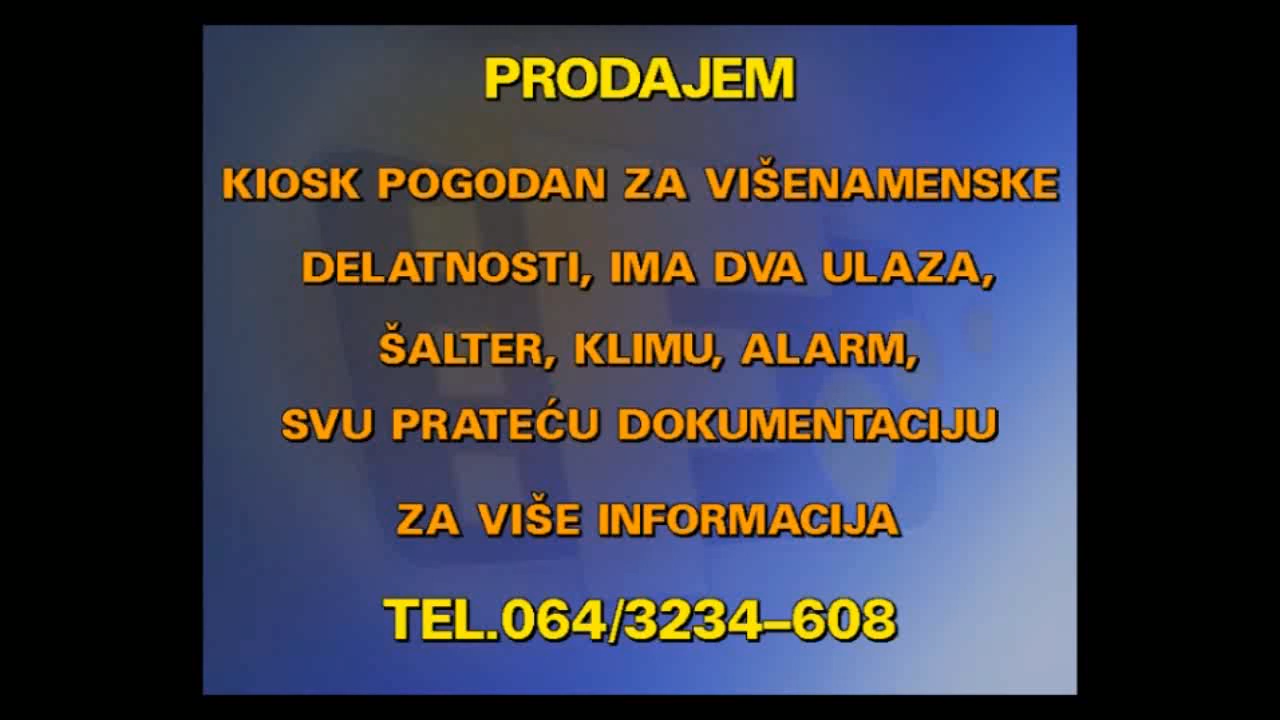 PRODAJEM
KIOSK POGODAN ZA VIŠENAMENSKE
DELATNOSTI, IMA DVA ULAZA,
ŠALTER, KLIMU, ALARM,
SVU PRATEĆU DOKUMENTACIJU
ZA VIŠE INFORMACIJA
TEL.064/3234–608